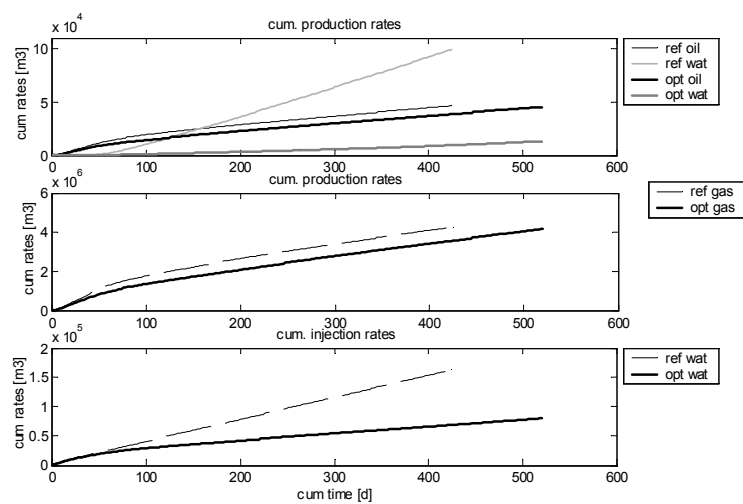 cum. production rates
x 10^4
cum rates [m3]
10
5
0
0 100 200 300 400 500 600
ref oil
ref wat
opt oil
opt wat
cum. production rates
x 10^6
cum rates [m3]
6
4
2
0
0 100 200 300 400 500 600
ref gas
opt gas
cum. injection rates
x 10^5
cum rates [m3]
2
1.5
1
0.5
0
0 100 200 300 400 500 600
cum time [d]
ref wat
opt wat